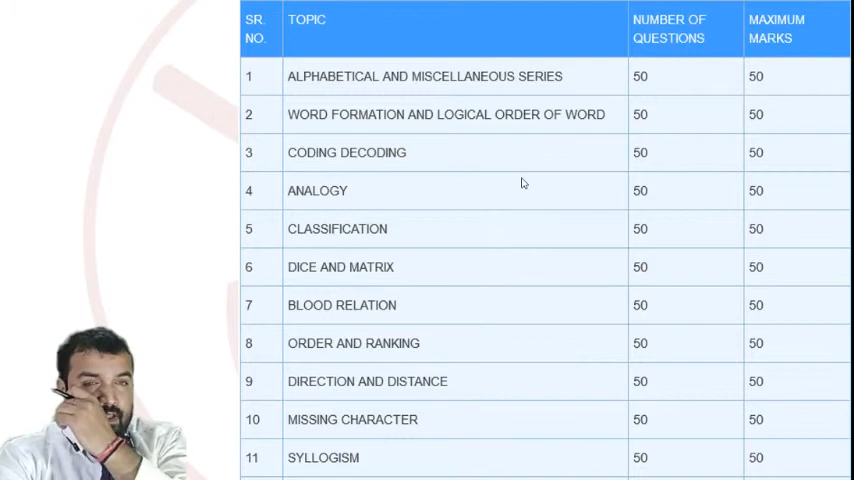 SR. NO. TOPIC NUMBER OF QUESTIONS MAXIMUM MARKS
1 ALPHABETICAL AND MISCELLANEOUS SERIES 50 50
2 WORD FORMATION AND LOGICAL ORDER OF WORD 50 50
3 CODING DECODING 50 50
4 ANALOGY 50 50
5 CLASSIFICATION 50 50
6 DICE AND MATRIX 50 50
7 BLOOD RELATION 50 50
8 ORDER AND RANKING 50 50
9 DIRECTION AND DISTANCE 50 50
10 MISSING CHARACTER 50 50
11 SYLLOGISM 50 50